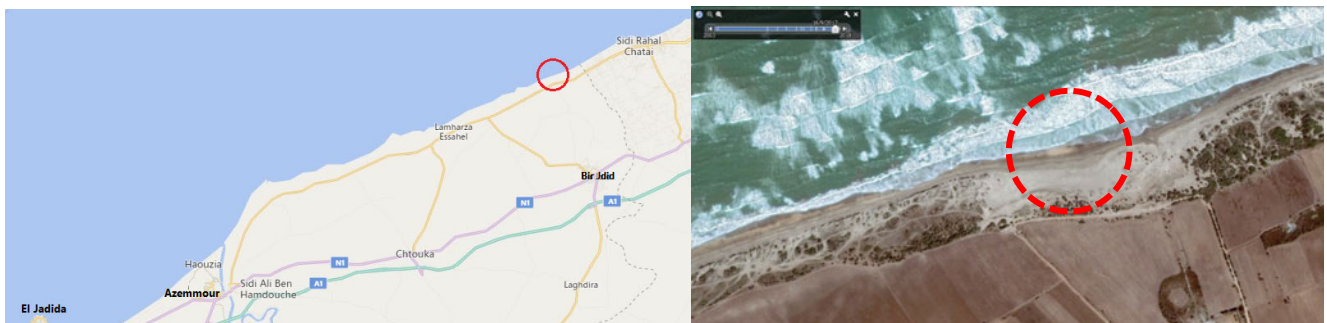 Sidi Rahal
Chatai
Lamharza
Essahel
Bir Jdid
N1
A1
Chtouka
Haouzia
N1
Sidi Ali Ben
Hamdouche
A1
Azemmour
Laghdira
El Jadida